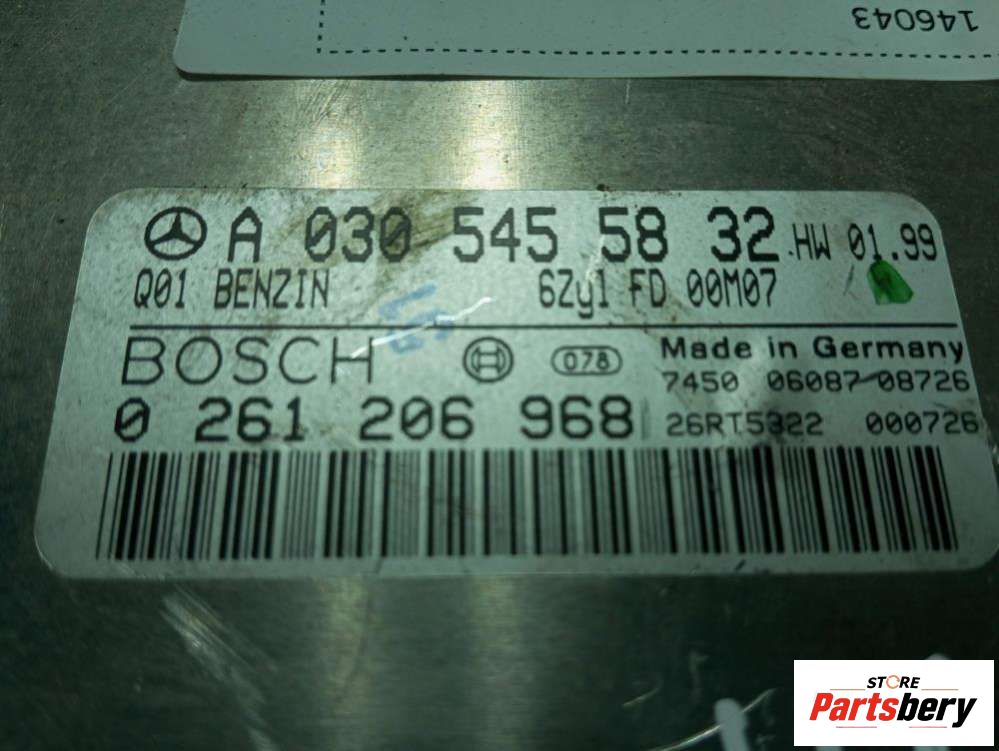 146043
A 030 545 58 32 HW 01.99
Q01 BENZIN 6Zyl FD 00M07
BOSCH 078 Made in Germany
7450 06087 08726
0 261 206 968 26RT5322 000726
STORE
Partsbery